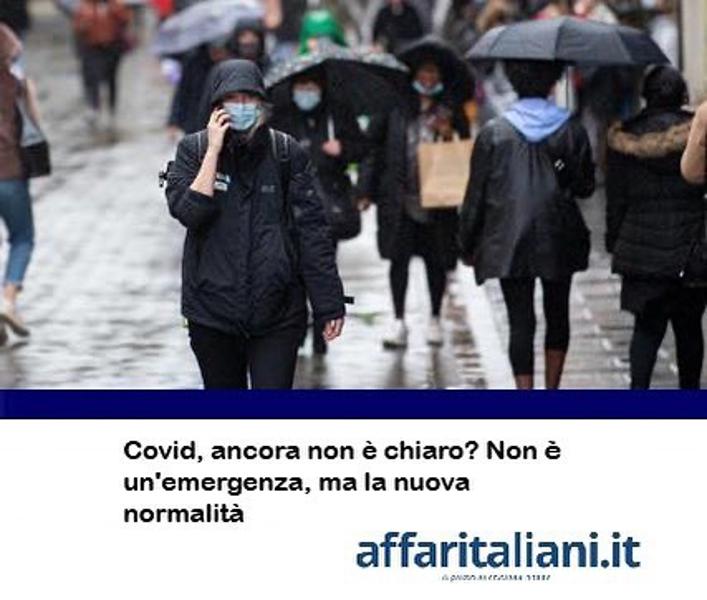 Covid, ancora non è chiaro? Non è
un'emergenza, ma la nuova
normalità
affaritaliani.it